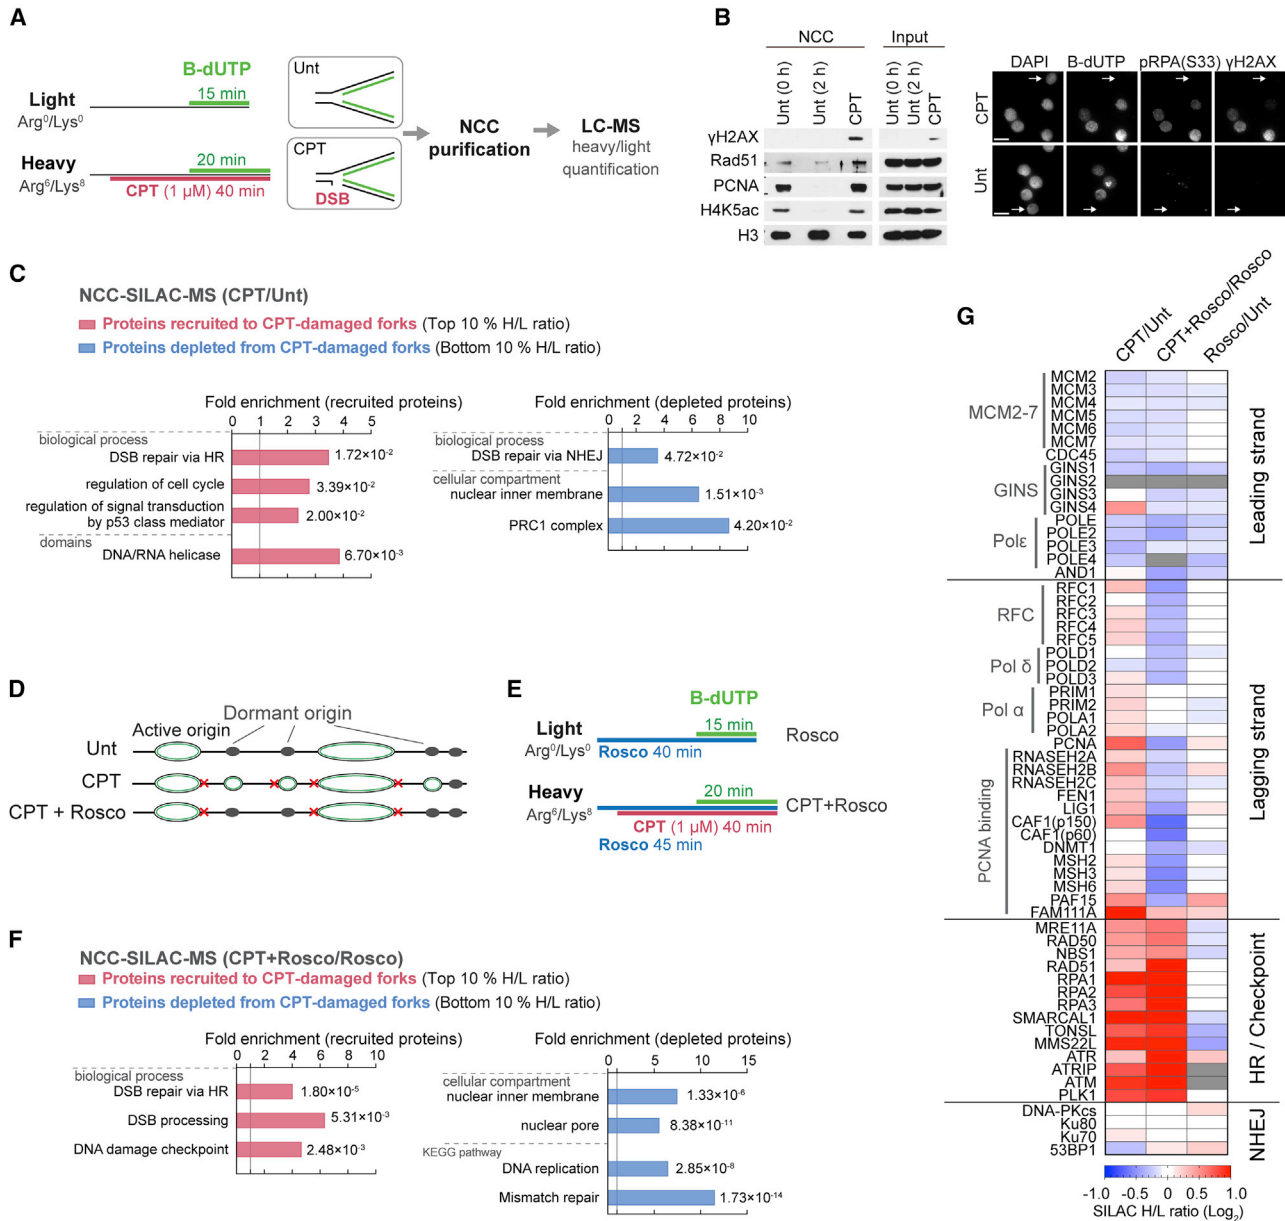 A
B-dUTP
15 min
Light
Arg⁰/Lys⁰
20 min
Heavy
Arg⁶/Lys⁸
CPT (1 µM) 40 min
Unt
CPT
DSB
NCC
purification
LC-MS
heavy/light
quantification
B
NCC
Input
Unt (0 h)
Unt (2 h)
CPT
Unt (0 h)
Unt (2 h)
CPT
γH2AX
Rad51
PCNA
H4K5ac
H3
DAPI
B-dUTP
pRPA(S33)
γH2AX
CPT
Unt
C
NCC-SILAC-MS (CPT/Unt)
Proteins recruited to CPT-damaged forks (Top 10 % H/L ratio)
Proteins depleted from CPT-damaged forks (Bottom 10 % H/L ratio)
Fold enrichment (recruited proteins)
0 1 2 3 4 5
biological process
DSB repair via HR 1.72×10⁻²
regulation of cell cycle 3.39×10⁻²
regulation of signal transduction
by p53 class mediator 2.00×10⁻²
domains
DNA/RNA helicase 6.70×10⁻³
Fold enrichment (depleted proteins)
0 1 2 4 6 8 10
biological process
DSB repair via NHEJ 4.72×10⁻²
cellular compartment
nuclear inner membrane 1.51×10⁻³
PRC1 complex 4.20×10⁻²
D
Dormant origin
Active origin
Unt
CPT
CPT + Rosco
E
B-dUTP
15 min
Light
Arg⁰/Lys⁰
Rosco 40 min
Rosco
20 min
Heavy
Arg⁶/Lys⁸
CPT+Rosco
CPT (1 µM) 40 min
Rosco 45 min
F
NCC-SILAC-MS (CPT+Rosco/Rosco)
Proteins recruited to CPT-damaged forks (Top 10 % H/L ratio)
Proteins depleted from CPT-damaged forks (Bottom 10 % H/L ratio)
Fold enrichment (recruited proteins)
0 1 2 4 6 8 10
biological process
DSB repair via HR 1.80×10⁻⁵
DSB processing 5.31×10⁻³
DNA damage checkpoint 2.48×10⁻³
Fold enrichment (depleted proteins)
0 1 5 10 15
cellular compartment
nuclear inner membrane 1.33×10⁻⁶
nuclear pore 8.38×10⁻¹¹
KEGG pathway
DNA replication 2.85×10⁻⁸
Mismatch repair 1.73×10⁻¹⁴
G
CPT/Unt
CPT+Rosco/Rosco
Rosco/Unt
MCM2-7
MCM2
MCM3
MCM4
MCM5
MCM6
MCM7
CDC45
GINS
GINS1
GINS2
GINS3
GINS4
Polε
POLE
POLE2
POLE3
POLE4
AND1
Leading strand
RFC
RFC1
RFC2
RFC3
RFC4
RFC5
Pol δ
POLD1
POLD2
POLD3
Pol α
PRIM1
PRIM2
POLA1
POLA2
PCNA
PCNA binding
RNASEH2A
RNASEH2B
RNASEH2C
FEN1
LIG1
CAF1(p150)
CAF1(p60)
DNMT1
MSH2
MSH3
MSH6
PAF15
FAM111A
Lagging strand
MRE11A
RAD50
NBS1
RAD51
RPA1
RPA2
RPA3
SMARCAL1
TONSL
MMS22L
ATR
ATRIP
ATM
PLK1
HR / Checkpoint
DNA-PKcs
Ku80
Ku70
53BP1
NHEJ
-1.0 -0.5 0 0.5 1.0
SILAC H/L ratio (Log₂)